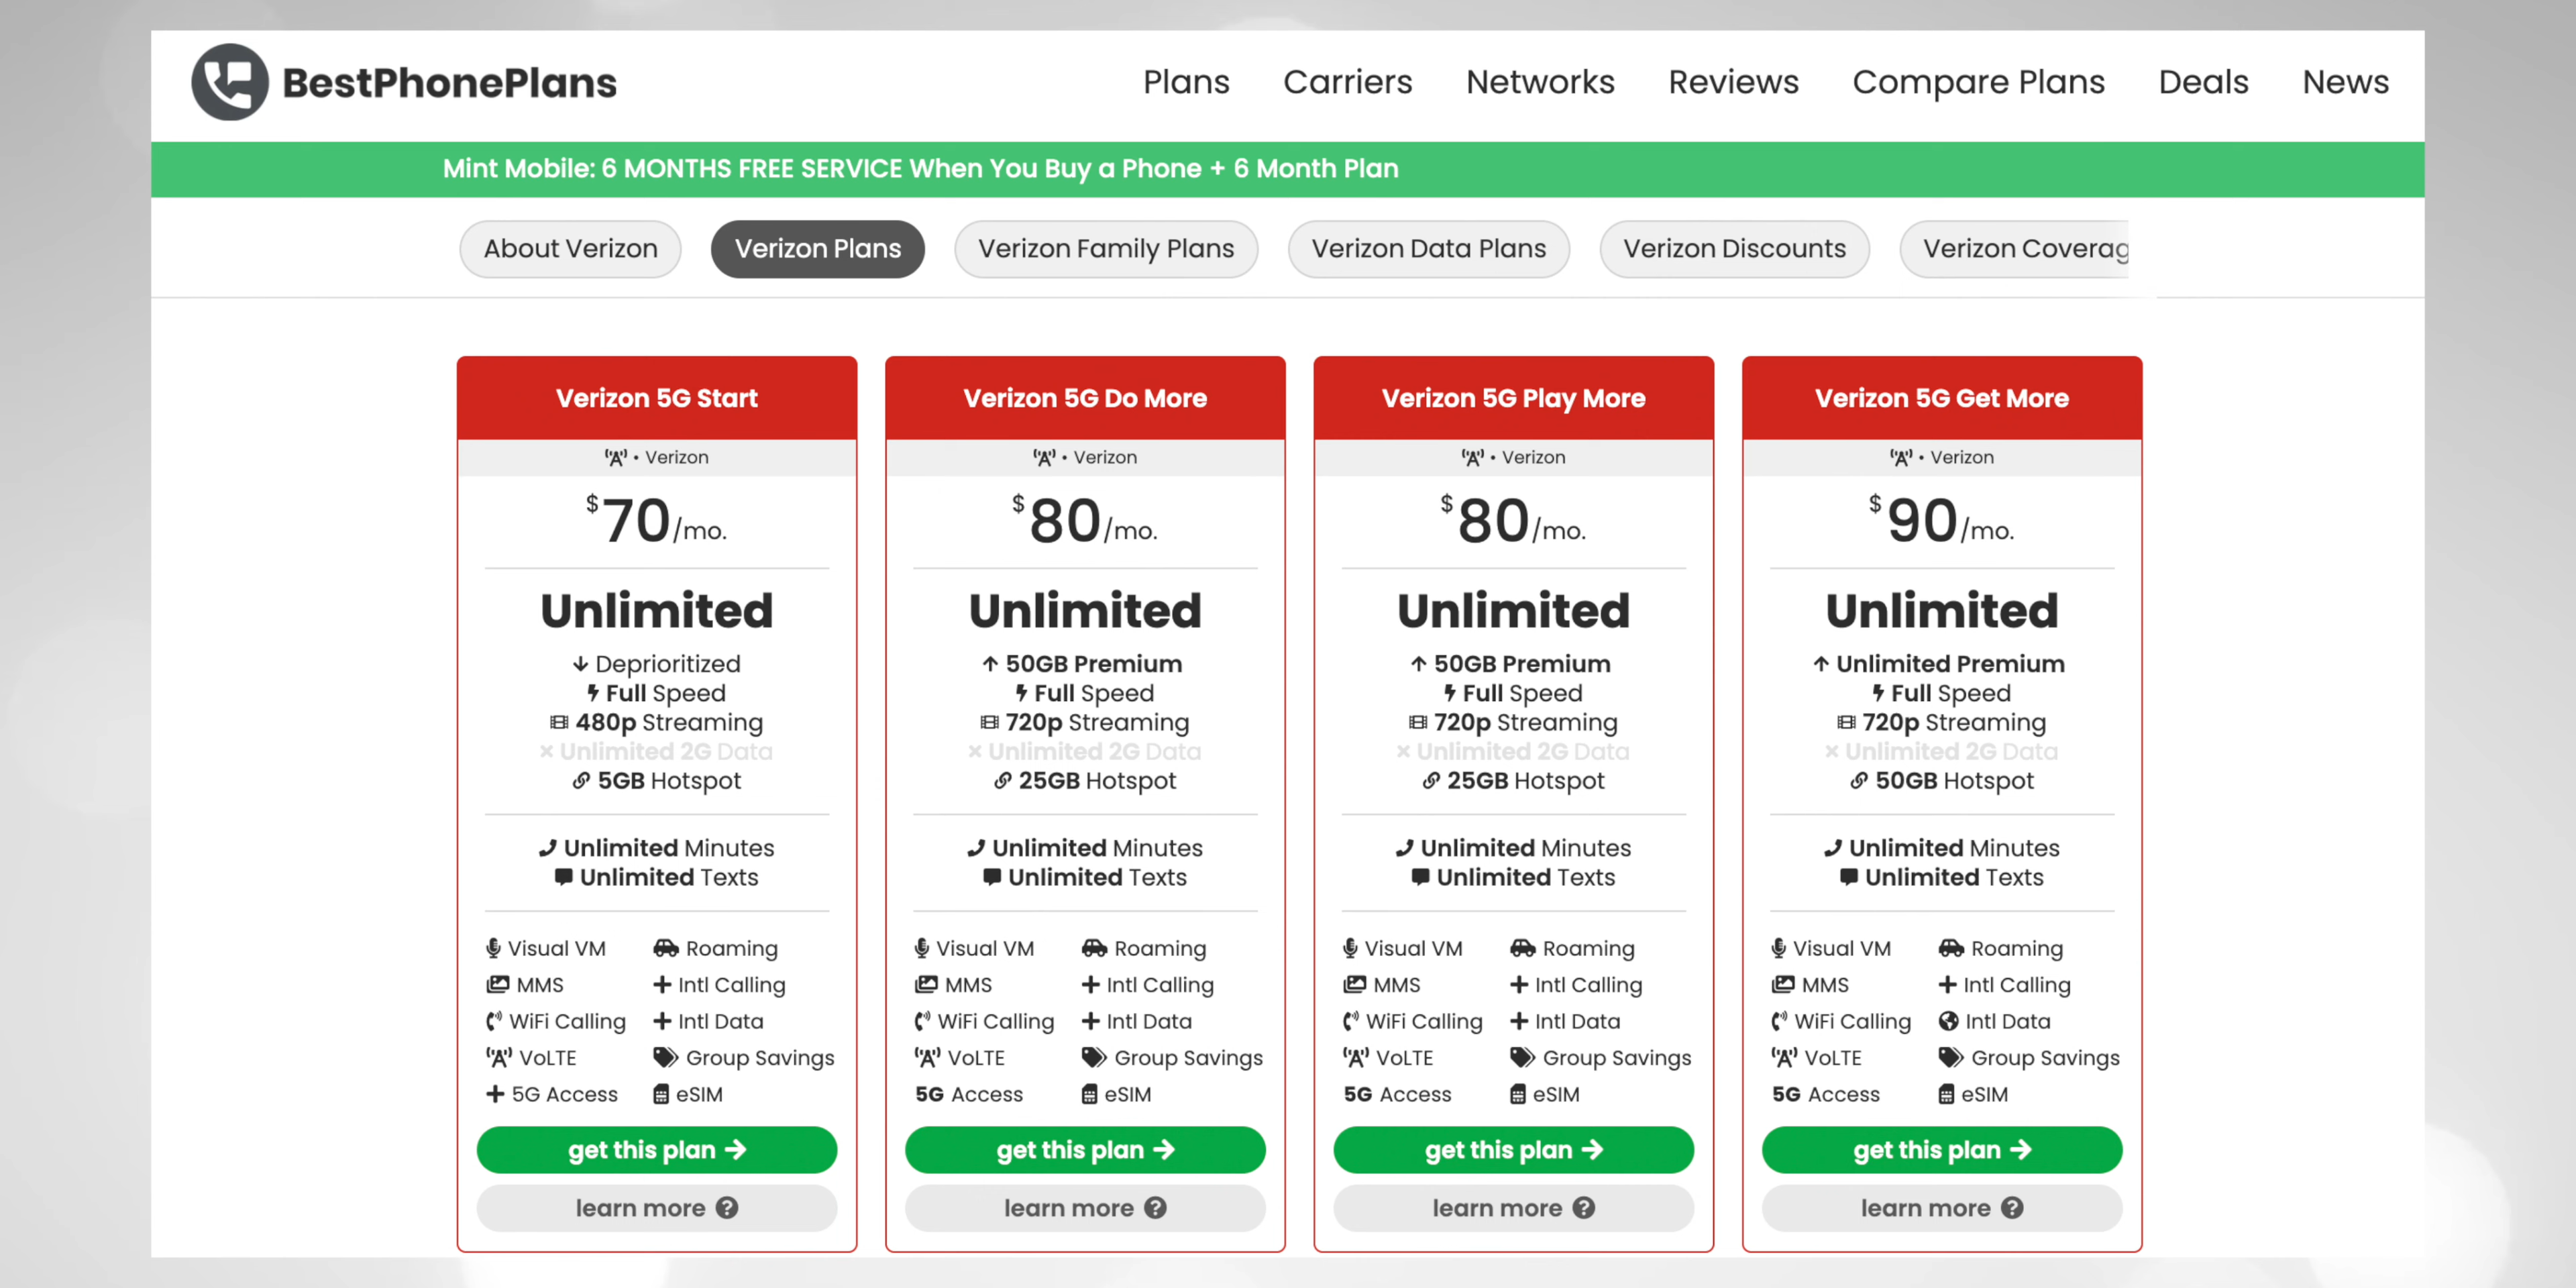 BestPhonePlans
Plans Carriers Networks Reviews Compare Plans Deals News
Mint Mobile: 6 MONTHS FREE SERVICE When You Buy a Phone + 6 Month Plan
About Verizon Verizon Plans Verizon Family Plans Verizon Data Plans Verizon Discounts Verizon Coverag
Verizon 5G Start
• Verizon
$70/mo.
Unlimited
↓ Deprioritized
Full Speed
480p Streaming
× Unlimited 2G Data
5GB Hotspot
Unlimited Minutes
Unlimited Texts
Visual VM Roaming
MMS + Intl Calling
WiFi Calling + Intl Data
VoLTE Group Savings
+ 5G Access eSIM
get this plan →
learn more ?
Verizon 5G Do More
• Verizon
$80/mo.
Unlimited
↑ 50GB Premium
Full Speed
720p Streaming
× Unlimited 2G Data
25GB Hotspot
Unlimited Minutes
Unlimited Texts
Visual VM Roaming
MMS + Intl Calling
WiFi Calling + Intl Data
VoLTE Group Savings
5G Access eSIM
get this plan →
learn more ?
Verizon 5G Play More
• Verizon
$80/mo.
Unlimited
↑ 50GB Premium
Full Speed
720p Streaming
× Unlimited 2G Data
25GB Hotspot
Unlimited Minutes
Unlimited Texts
Visual VM Roaming
MMS + Intl Calling
WiFi Calling + Intl Data
VoLTE Group Savings
5G Access eSIM
get this plan →
learn more ?
Verizon 5G Get More
• Verizon
$90/mo.
Unlimited
↑ Unlimited Premium
Full Speed
720p Streaming
× Unlimited 2G Data
50GB Hotspot
Unlimited Minutes
Unlimited Texts
Visual VM Roaming
MMS + Intl Calling
WiFi Calling Intl Data
VoLTE Group Savings
5G Access eSIM
get this plan →
learn more ?